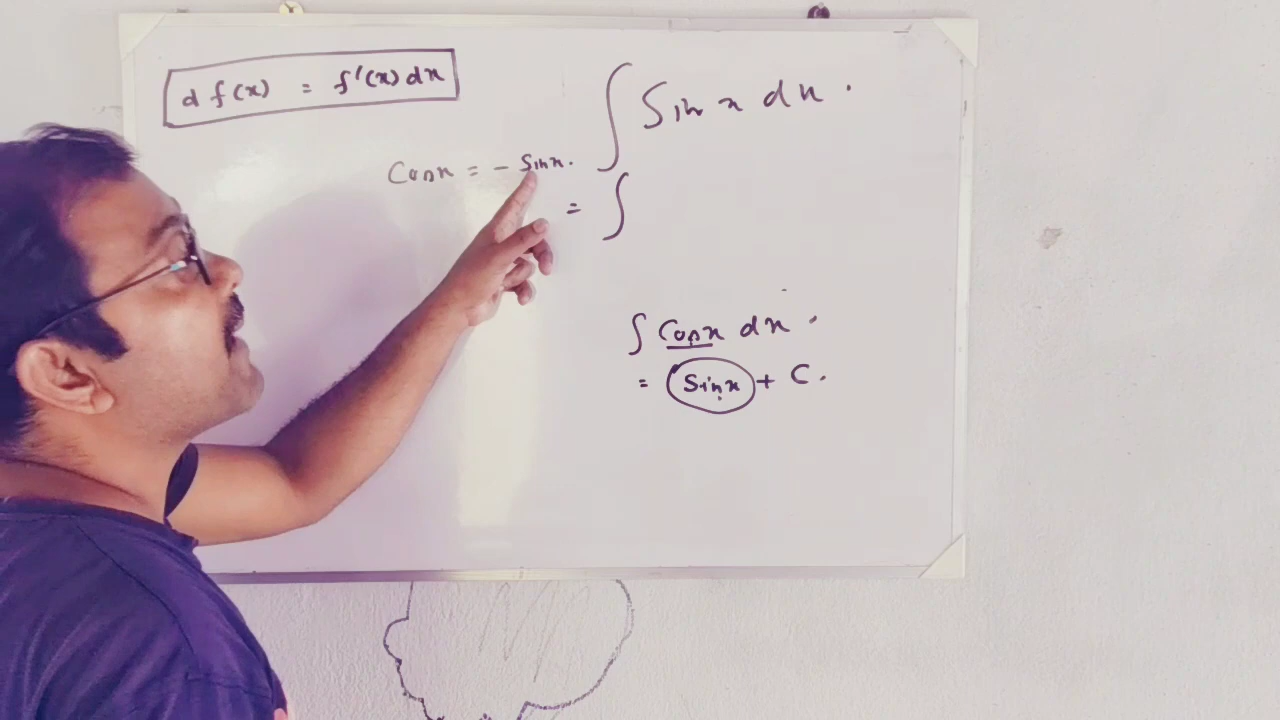 d f(x) = f'(x) dx
∫ Sin x dx .
Cos x = - Sin x .
= ∫
∫ Cos x dx .
= Sin x + C .